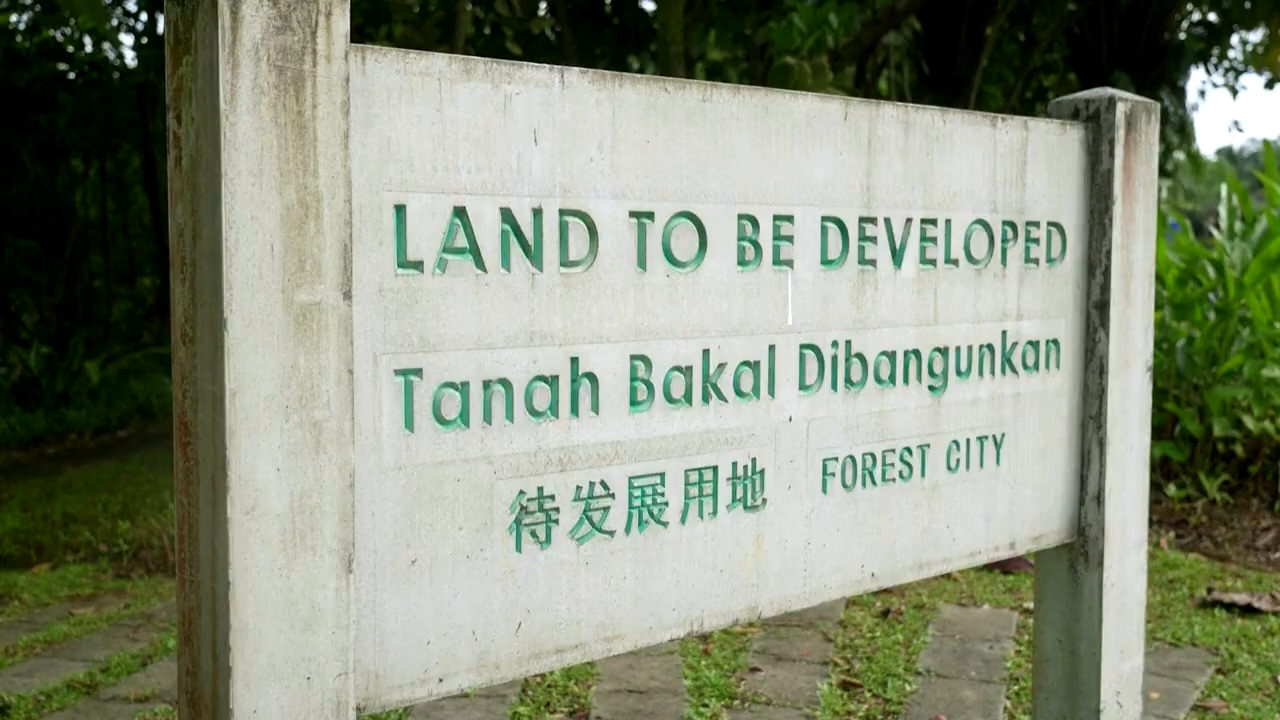 LAND TO BE DEVELOPED
Tanah Bakal Dibangunkan
待发展用地 FOREST CITY